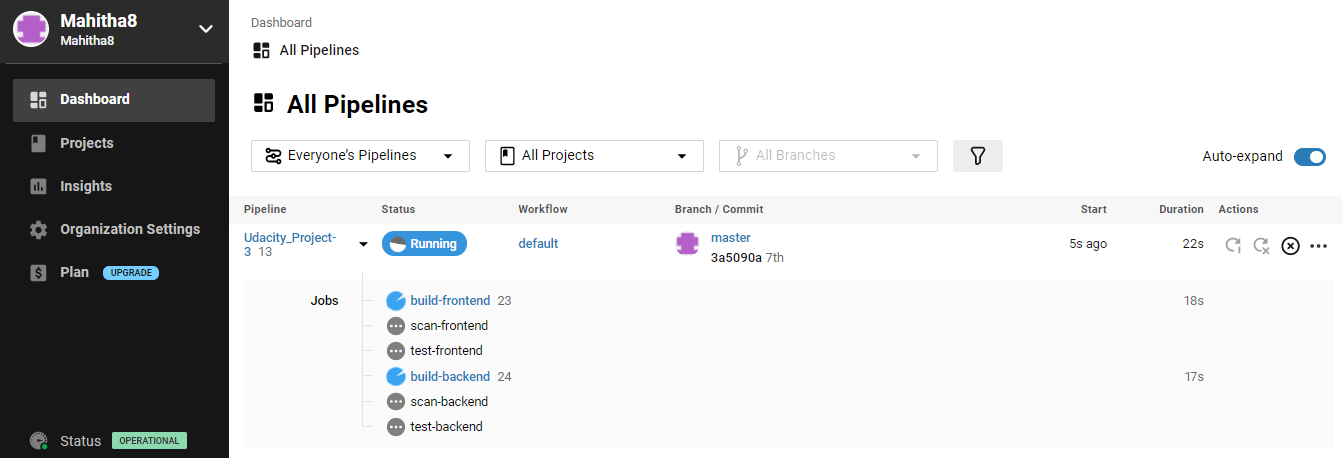 Mahitha8
Mahitha8
Dashboard
Projects
Insights
Organization Settings
Plan UPGRADE
Status OPERATIONAL
Dashboard
All Pipelines
All Pipelines
Everyone's Pipelines All Projects All Branches Auto-expand
Pipeline Status Workflow Branch / Commit Start Duration Actions
Udacity_Project-
3 13
Running default master
3a5090a 7th
5s ago 22s
Jobs build-frontend 23 18s
scan-frontend
test-frontend
build-backend 24 17s
scan-backend
test-backend